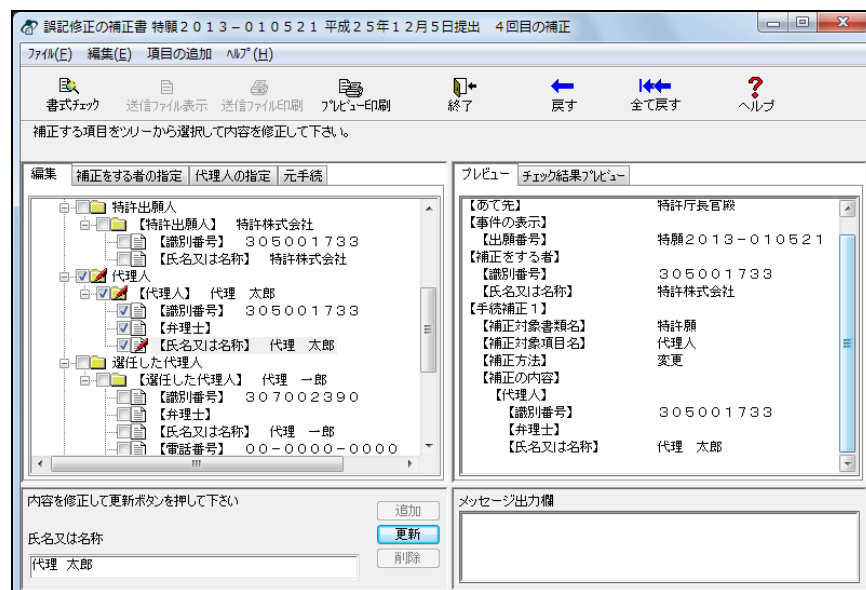 誤記修正の補正書 特願２０１３－０１０５２１ 平成２５年１２月５日提出 ４回目の補正
ﾌｧｲﾙ(F) 編集(E) 項目の追加 ﾍﾙﾌﾟ(H)
書式ﾁｪｯｸ 送信ﾌｧｲﾙ表示 送信ﾌｧｲﾙ印刷 ﾌﾟﾚﾋﾞｭｰ印刷 終了 戻す 全て戻す ヘルプ
補正する項目をツリーから選択して内容を修正して下さい。
編集 補正をする者の指定 代理人の指定 元手続
特許出願人
【特許出願人】 特許株式会社
【識別番号】 ３０５００１７３３
【氏名又は名称】 特許株式会社
代理人
【代理人】 代理 太郎
【識別番号】 ３０５００１７３３
【弁理士】
【氏名又は名称】 代理 太郎
選任した代理人
【選任した代理人】 代理 一郎
【識別番号】 ３０７００２３９０
【弁理士】
【氏名又は名称】 代理 一郎
【電話番号】 ００－００００－００００
プレビュー チェック結果ﾌﾟﾚﾋﾞｭｰ
【あて先】 特許庁長官殿
【事件の表示】
【出願番号】 特願２０１３－０１０５２１
【補正をする者】
【識別番号】 ３０５００１７３３
【氏名又は名称】 特許株式会社
【手続補正１】
【補正対象書類名】 特許願
【補正対象項目名】 代理人
【補正方法】 変更
【補正の内容】
【代理人】
【識別番号】 ３０５００１７３３
【弁理士】
【氏名又は名称】 代理 太郎
内容を修正して更新ボタンを押して下さい
追加
更新
削除
氏名又は名称
代理 太郎
メッセージ出力欄